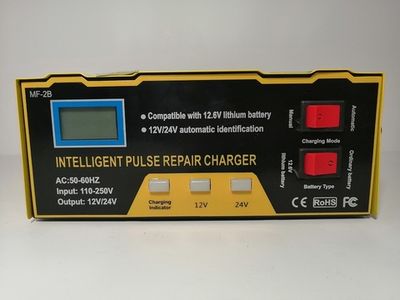 MF-2B
• Compatible with 12.6V lithium battery
• 12V/24V automatic identification
Manual
Automatic
Charging Mode
INTELLIGENT PULSE REPAIR CHARGER
AC:50-60HZ
Input: 110-250V
Output: 12V/24V
Charging
Indicator
12V
24V
12.6V
lithium battery
Ordinary battery
Battery Type
CE RoHS FC